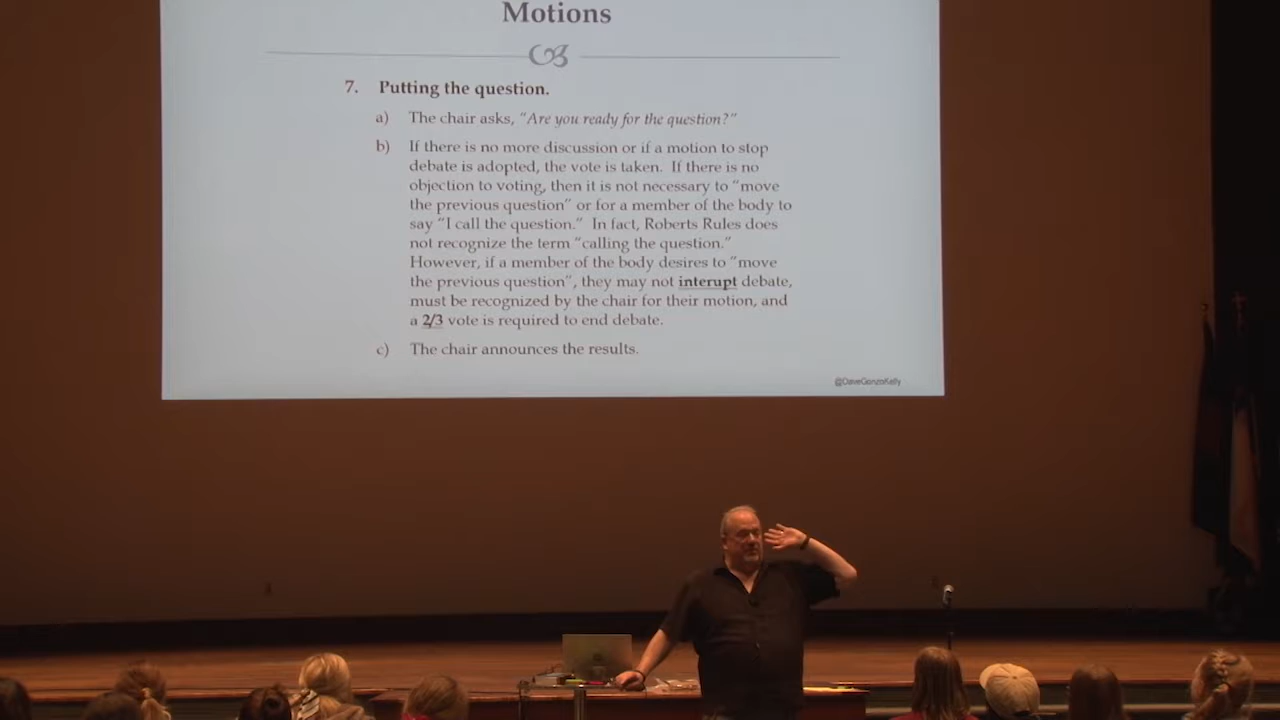 Motions
7. Putting the question.
a) The chair asks, "Are you ready for the question?"
b) If there is no more discussion or if a motion to stop
debate is adopted, the vote is taken. If there is no
objection to voting, then it is not necessary to "move
the previous question" or for a member of the body to
say "I call the question." In fact, Roberts Rules does
not recognize the term "calling the question."
However, if a member of the body desires to "move
the previous question", they may not interupt debate,
must be recognized by the chair for their motion, and
a 2/3 vote is required to end debate.
c) The chair announces the results.
@DaveGonzoKelly